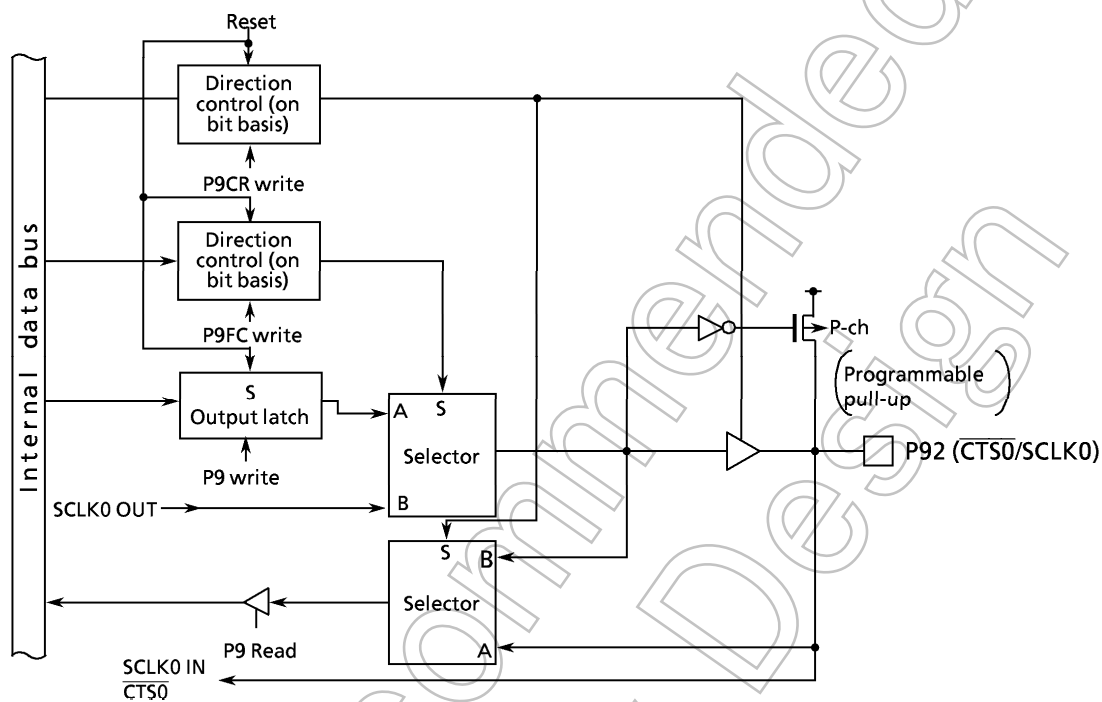 Reset
Direction
control (on
bit basis)
P9CR write
Direction
control (on
bit basis)
P9FC write
S
Output latch
P9 write
SCLK0 OUT
A
S
Selector
B
S
B
Selector
A
P9 Read
SCLK0 IN
CTS0
P-ch
(Programmable
pull-up)
P92 (CTS0/SCLK0)
Internal data bus
commended
Design